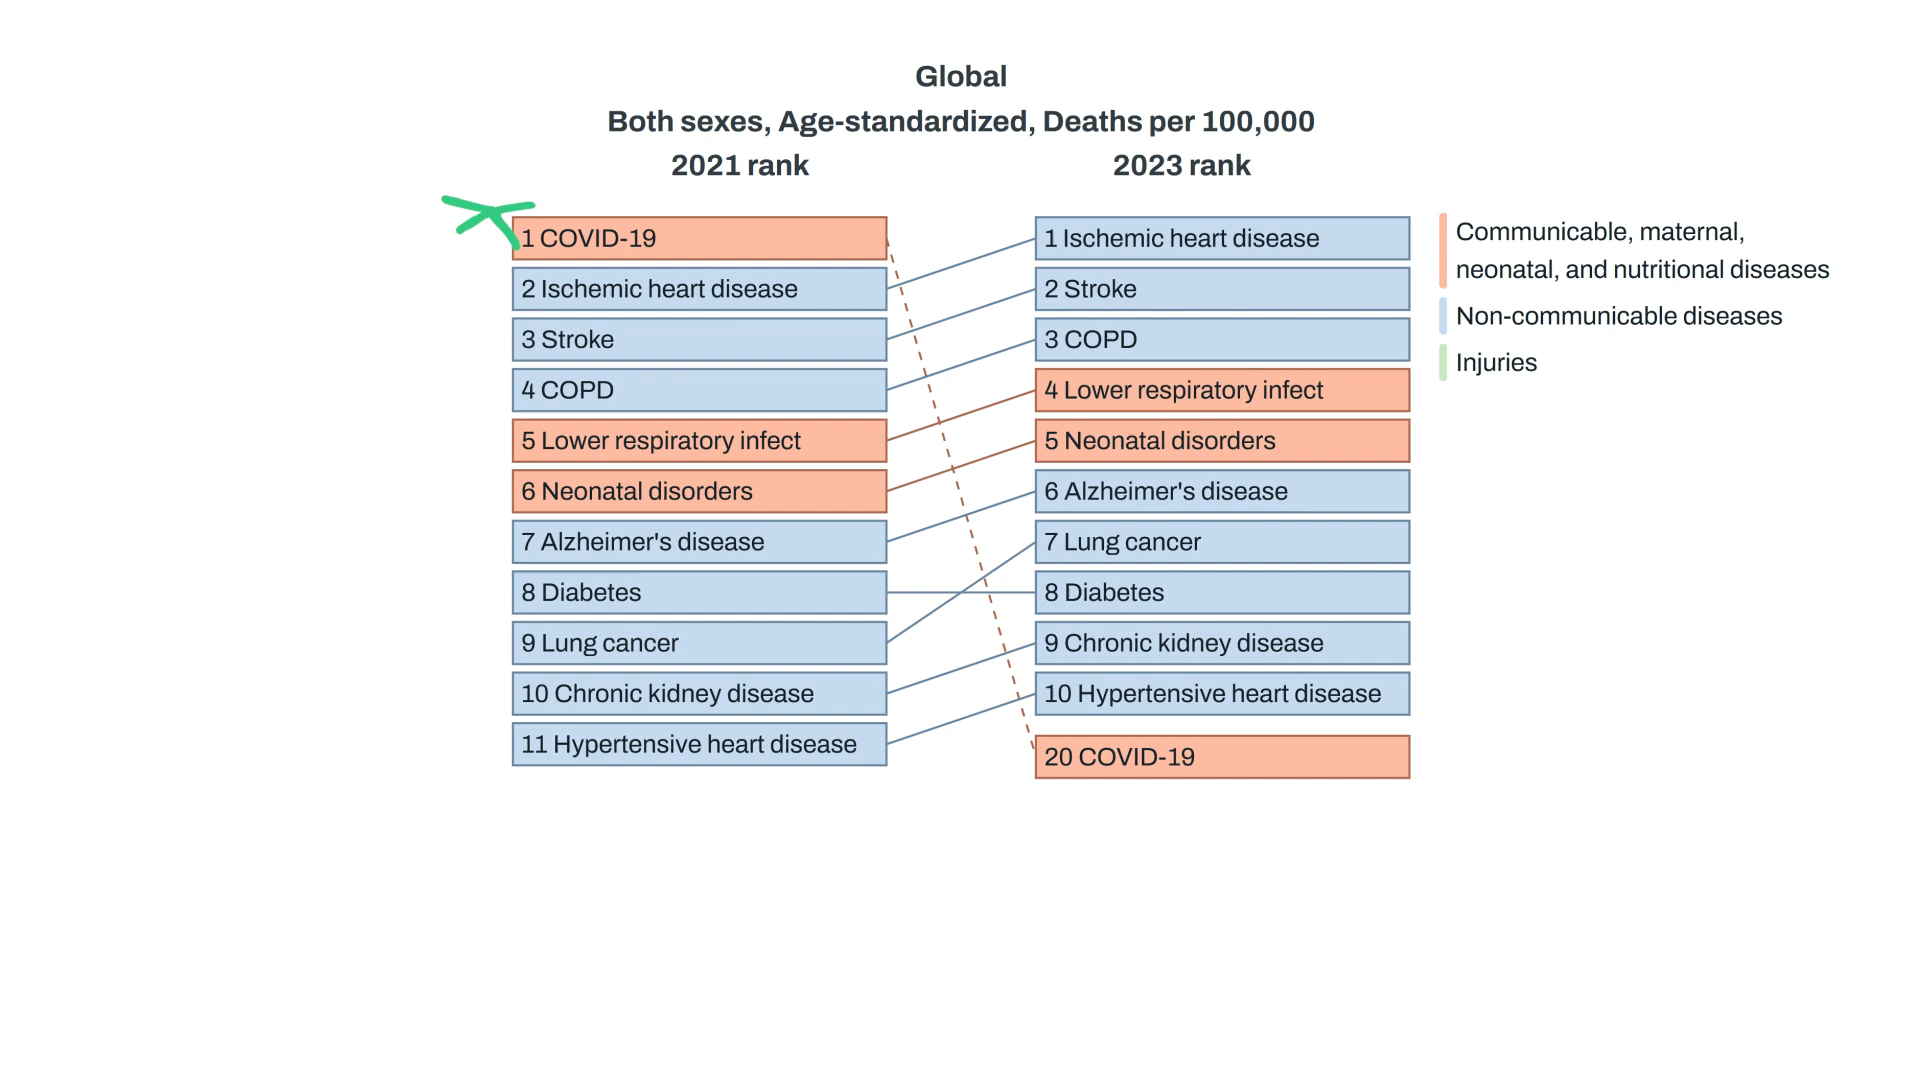 Global
Both sexes, Age-standardized, Deaths per 100,000
2021 rank
2023 rank
1 COVID-19
2 Ischemic heart disease
3 Stroke
4 COPD
5 Lower respiratory infect
6 Neonatal disorders
7 Alzheimer's disease
8 Diabetes
9 Lung cancer
10 Chronic kidney disease
11 Hypertensive heart disease
1 Ischemic heart disease
2 Stroke
3 COPD
4 Lower respiratory infect
5 Neonatal disorders
6 Alzheimer's disease
7 Lung cancer
8 Diabetes
9 Chronic kidney disease
10 Hypertensive heart disease
20 COVID-19
Communicable, maternal,
neonatal, and nutritional diseases
Non-communicable diseases
Injuries